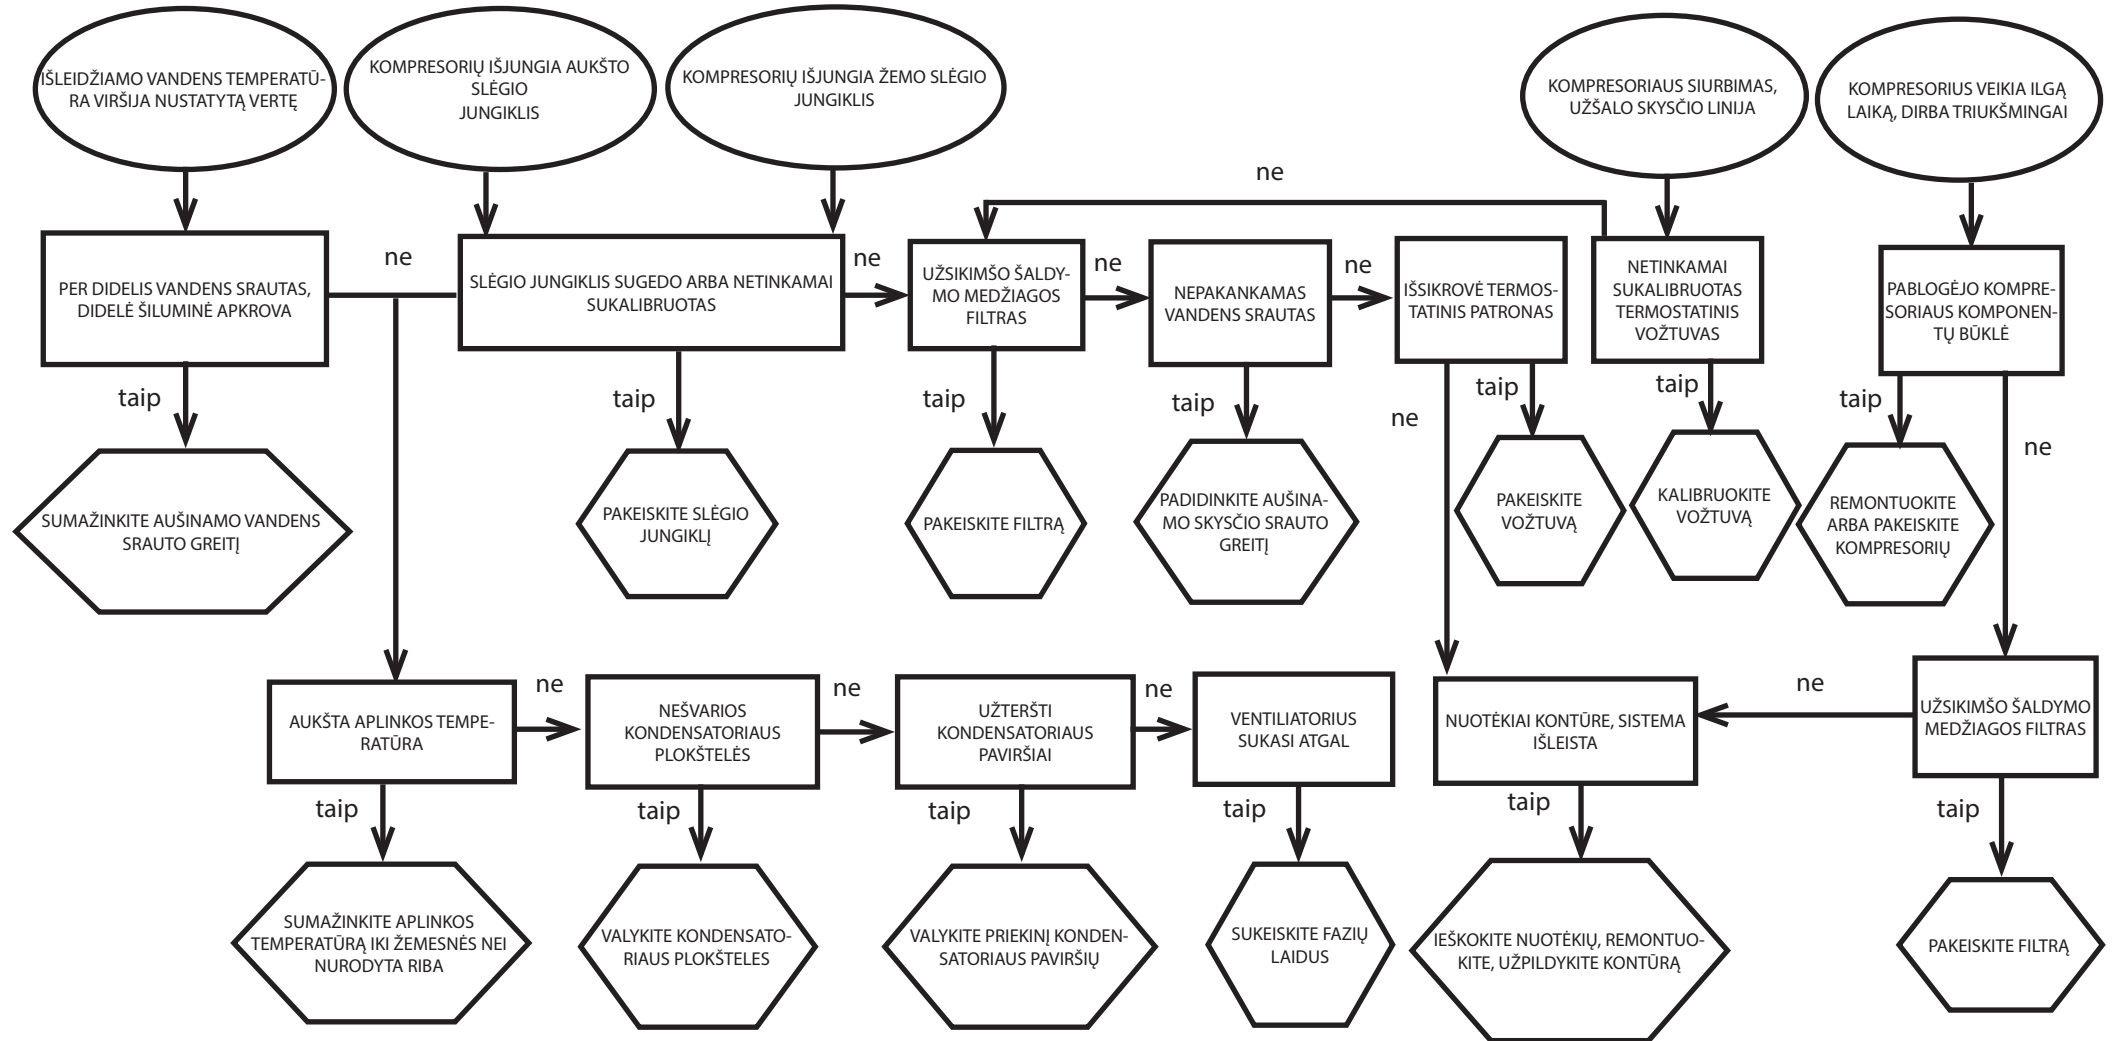 IŠLEIDŽIAMO VANDENS TEMPERATŪ-
RA VIRŠIJA NUSTATYTĄ VERTĘ
KOMPRESORIŲ IŠJUNGIA AUKŠTO
SLĖGIO
JUNGIKLIS
KOMPRESORIŲ IŠJUNGIA ŽEMO SLĖGIO
JUNGIKLIS
KOMPRESORIAUS SIURBIMAS,
UŽŠALO SKYSČIO LINIJA
KOMPRESORIUS VEIKIA ILGĄ
LAIKĄ, DIRBA TRIUKŠMINGAI
ne
PER DIDELIS VANDENS SRAUTAS,
DIDELĖ ŠILUMINĖ APKROVA
ne
SLĖGIO JUNGIKLIS SUGEDO ARBA NETINKAMAI
SUKALIBRUOTAS
ne
UŽSIKIMŠO ŠALDY-
MO MEDŽIAGOS
FILTRAS
ne
NEPAKANKAMAS
VANDENS SRAUTAS
ne
IŠSIKROVĖ TERMOS-
TATINIS PATRONAS
NETINKAMAI
SUKALIBRUOTAS
TERMOSTATINIS
VOŽTUVAS
PABLOGĖJO KOMPRE-
SORIAUS KOMPONEN-
TŲ BŪKLĖ
taip
taip
taip
taip
ne
taip
taip
taip
ne
SUMAŽINKITE AUŠINAMO VANDENS
SRAUTO GREITĮ
PAKEISKITE SLĖGIO
JUNGIKLĮ
PAKEISKITE FILTRĄ
PADIDINKITE AUŠINA-
MO SKYSČIO SRAUTO
GREITĮ
PAKEISKITE
VOŽTUVĄ
KALIBRUOKITE
VOŽTUVĄ
REMONTUOKITE
ARBA PAKEISKITE
KOMPRESORIŲ
AUKŠTA APLINKOS TEMPE-
RATŪRA
ne
NEŠVARIOS
KONDENSATORIAUS
PLOKŠTELĖS
ne
UŽTERŠTI
KONDENSATORIAUS
PAVIRŠIAI
ne
VENTILIATORIUS
SUKASI ATGAL
NUOTĖKIAI KONTŪRE, SISTEMA
IŠLEISTA
ne
UŽSIKIMŠO ŠALDYMO
MEDŽIAGOS FILTRAS
taip
taip
taip
taip
taip
taip
SUMAŽINKITE APLINKOS
TEMPERATŪRĄ IKI ŽEMESNĖS NEI
NURODYTA RIBA
VALYKITE KONDENSATO-
RIAUS PLOKŠTELES
VALYKITE PRIEKINĮ KONDEN-
SATORIAUS PAVIRŠIŲ
SUKEISKITE FAZIŲ
LAIDUS
IEŠKOKITE NUOTĖKIŲ, REMONTUO-
KITE, UŽPILDYKITE KONTŪRĄ
PAKEISKITE FILTRĄ